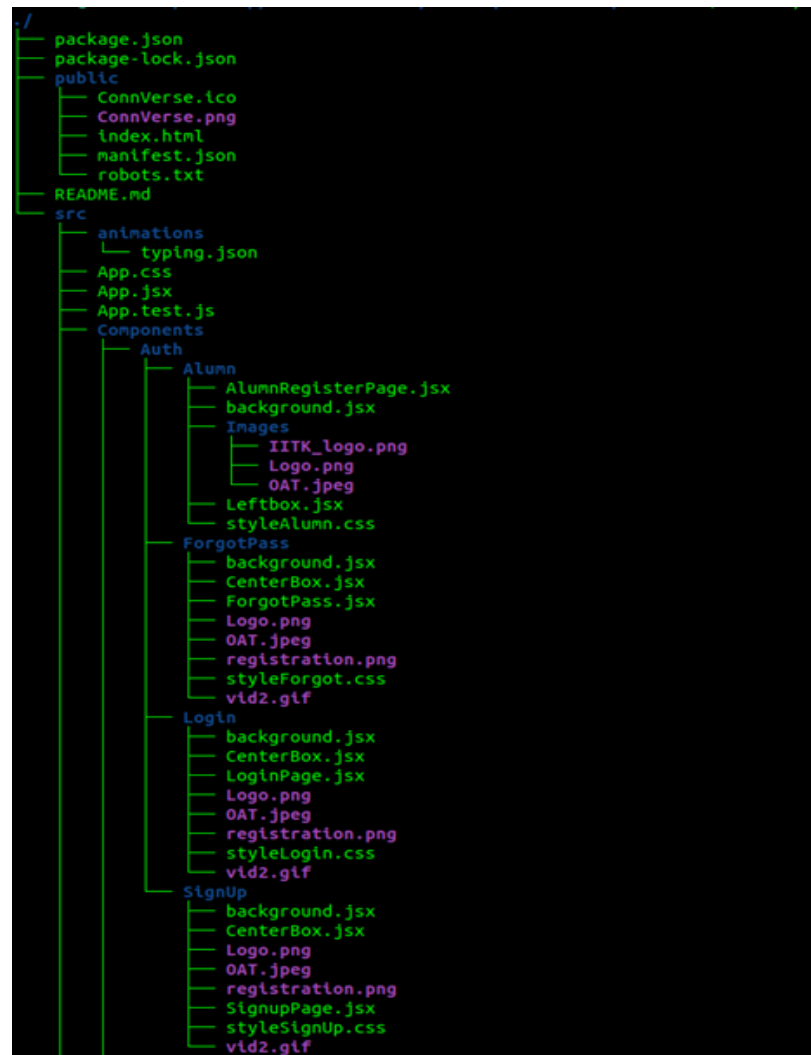 ./
├── package.json
├── package-lock.json
├── public
│   ├── ConnVerse.ico
│   ├── ConnVerse.png
│   ├── index.html
│   ├── manifest.json
│   └── robots.txt
├── README.md
└── src
    ├── animations
    │   └── typing.json
    ├── App.css
    ├── App.jsx
    ├── App.test.js
    ├── Components
    │   ├── Auth
    │   │   ├── Alumn
    │   │   │   ├── AlumnRegisterPage.jsx
    │   │   │   ├── background.jsx
    │   │   │   ├── Images
    │   │   │   │   ├── IITK_logo.png
    │   │   │   │   ├── Logo.png
    │   │   │   │   └── OAT.jpeg
    │   │   │   ├── Leftbox.jsx
    │   │   │   └── styleAlumn.css
    │   │   ├── ForgotPass
    │   │   │   ├── background.jsx
    │   │   │   ├── CenterBox.jsx
    │   │   │   ├── ForgotPass.jsx
    │   │   │   ├── Logo.png
    │   │   │   ├── OAT.jpeg
    │   │   │   ├── registration.png
    │   │   │   ├── styleForgot.css
    │   │   │   └── vid2.gif
    │   │   ├── Login
    │   │   │   ├── background.jsx
    │   │   │   ├── CenterBox.jsx
    │   │   │   ├── LoginPage.jsx
    │   │   │   ├── Logo.png
    │   │   │   ├── OAT.jpeg
    │   │   │   ├── registration.png
    │   │   │   ├── styleLogin.css
    │   │   │   └── vid2.gif
    │   │   └── SignUp
    │   │       ├── background.jsx
    │   │       ├── CenterBox.jsx
    │   │       ├── Logo.png
    │   │       ├── OAT.jpeg
    │   │       ├── registration.png
    │   │       ├── SignupPage.jsx
    │   │       ├── styleSignUp.css
    │   │       └── vid2.gif